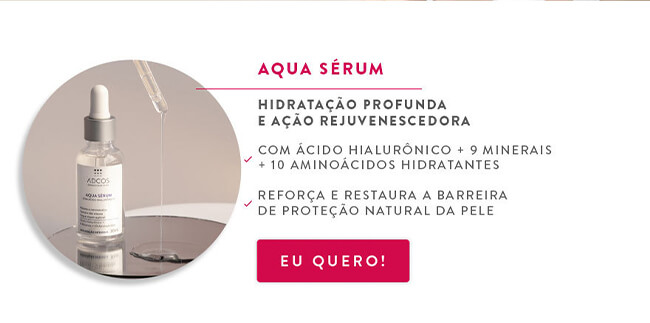 AQUA SÉRUM
HIDRATAÇÃO PROFUNDA
E AÇÃO REJUVENESCEDORA
COM ÁCIDO HIALURÔNICO + 9 MINERAIS
+ 10 AMINOÁCIDOS HIDRATANTES
REFORÇA E RESTAURA A BARREIRA
DE PROTEÇÃO NATURAL DA PELE
EU QUERO!
ADCOS
AQUA SÉRUM